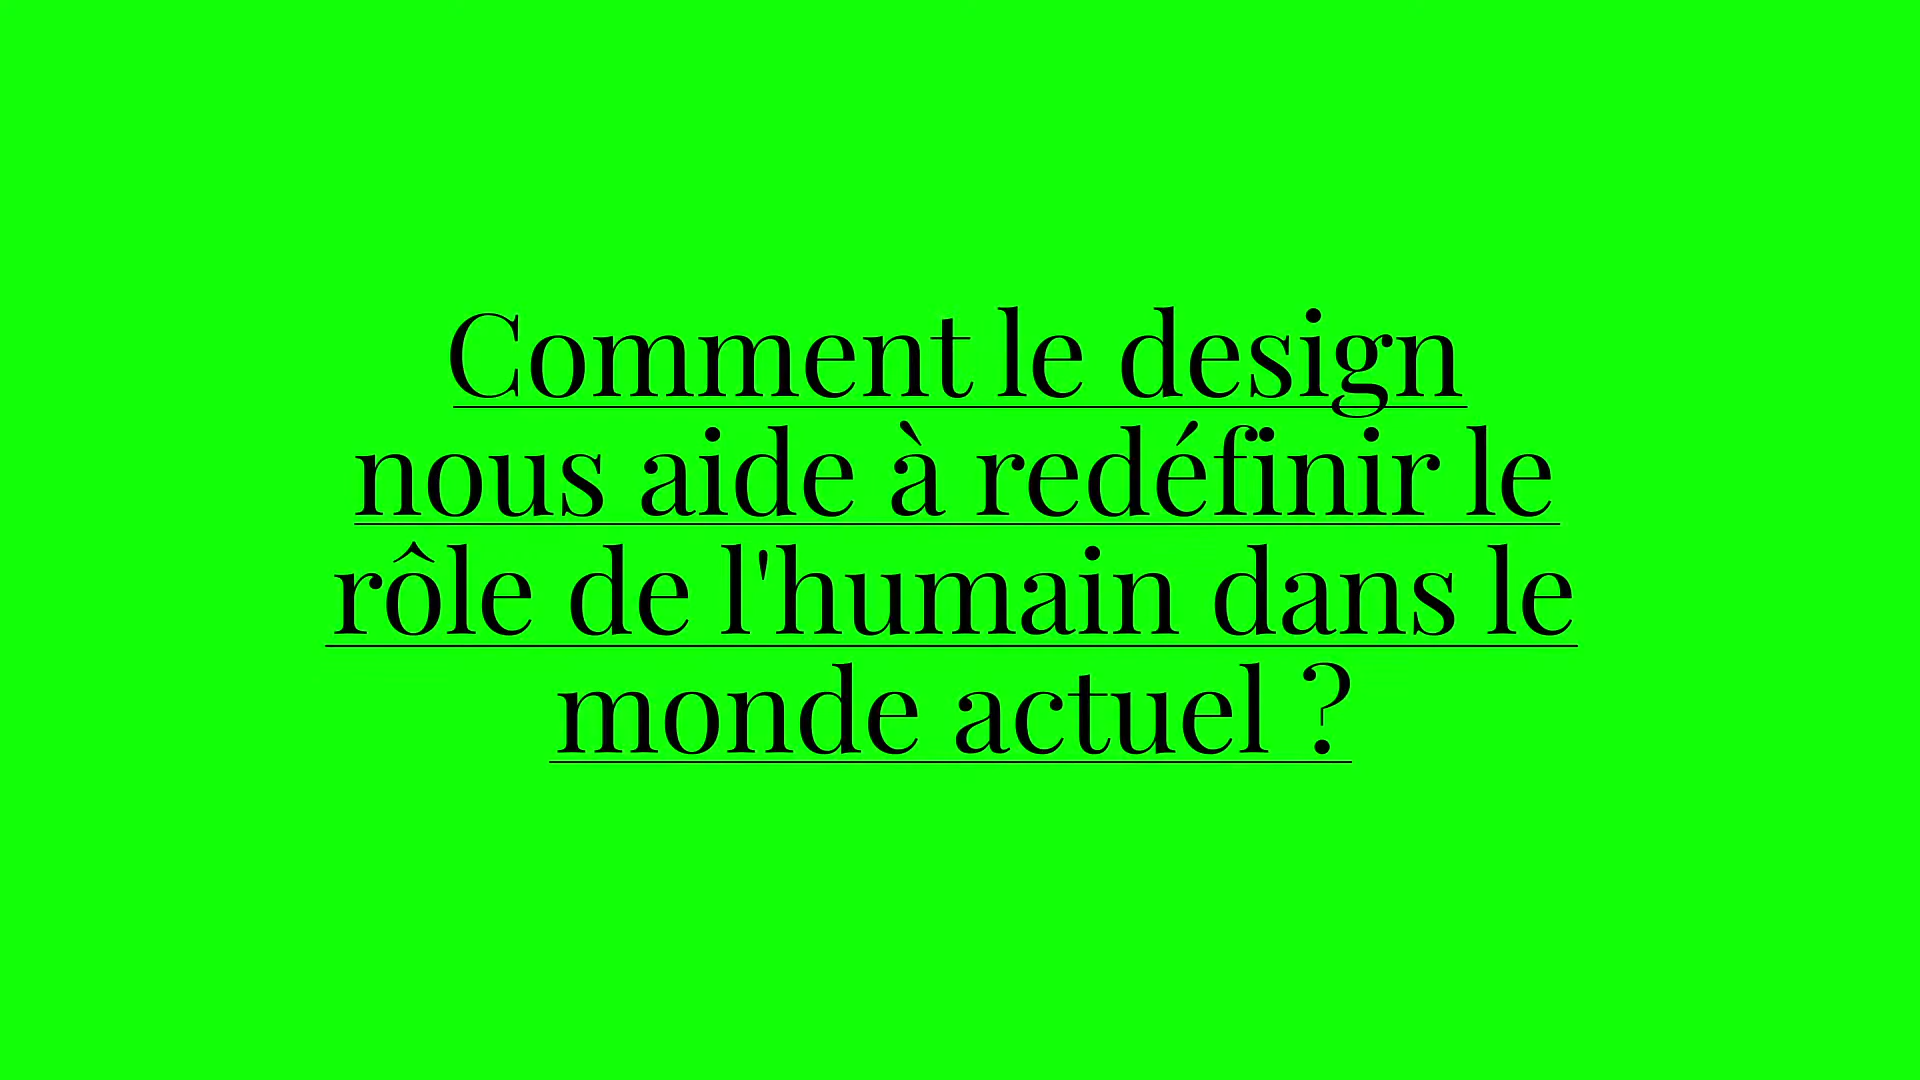 Comment le design
nous aide à redéfinir le
rôle de l'humain dans le
monde actuel ?